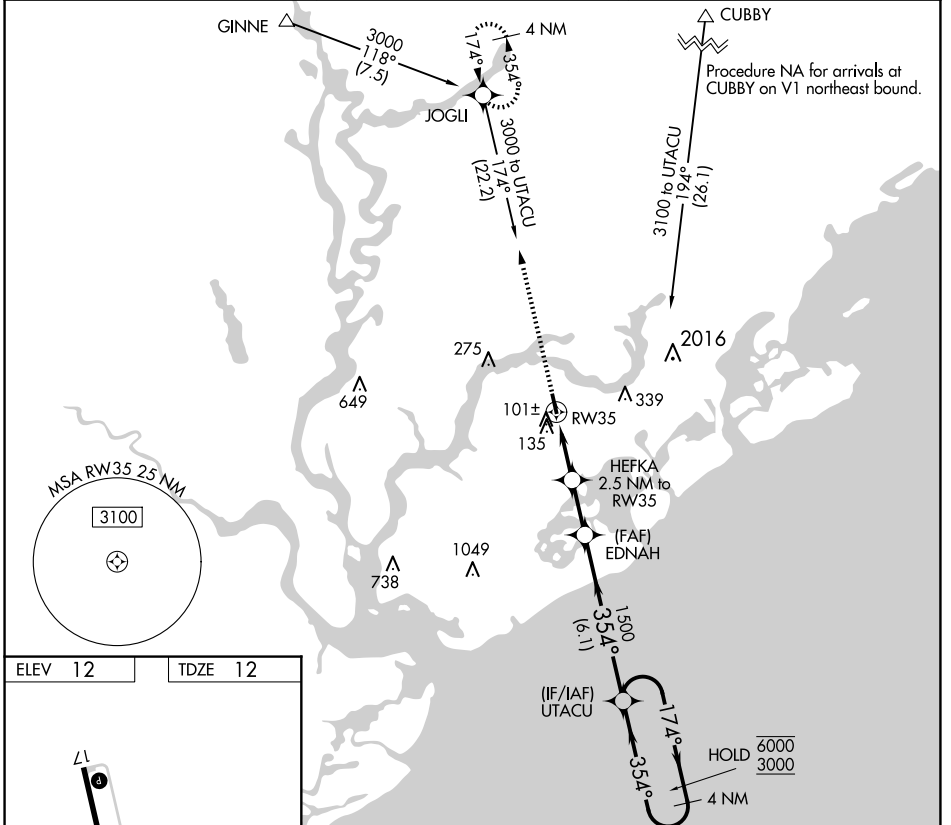 GINNE
3000
118°
(7.5)
174°
354°
4 NM
JOGLI
3000 to UTACU
174°
(22.2)
CUBBY
Procedure NA for arrivals at
CUBBY on V1 northeast bound.
3100 to UTACU
194°
(26.1)
2016
275
649
339
101±
135
RW35
HEFKA
2.5 NM to
RW35
(FAF)
EDNAH
MSA RW35 25 NM
3100
738
1049
1500
354°
(6.1)
(IF/IAF)
UTACU
174°
354°
HOLD
6000
3000
4 NM
ELEV 12
TDZE 12
17
P